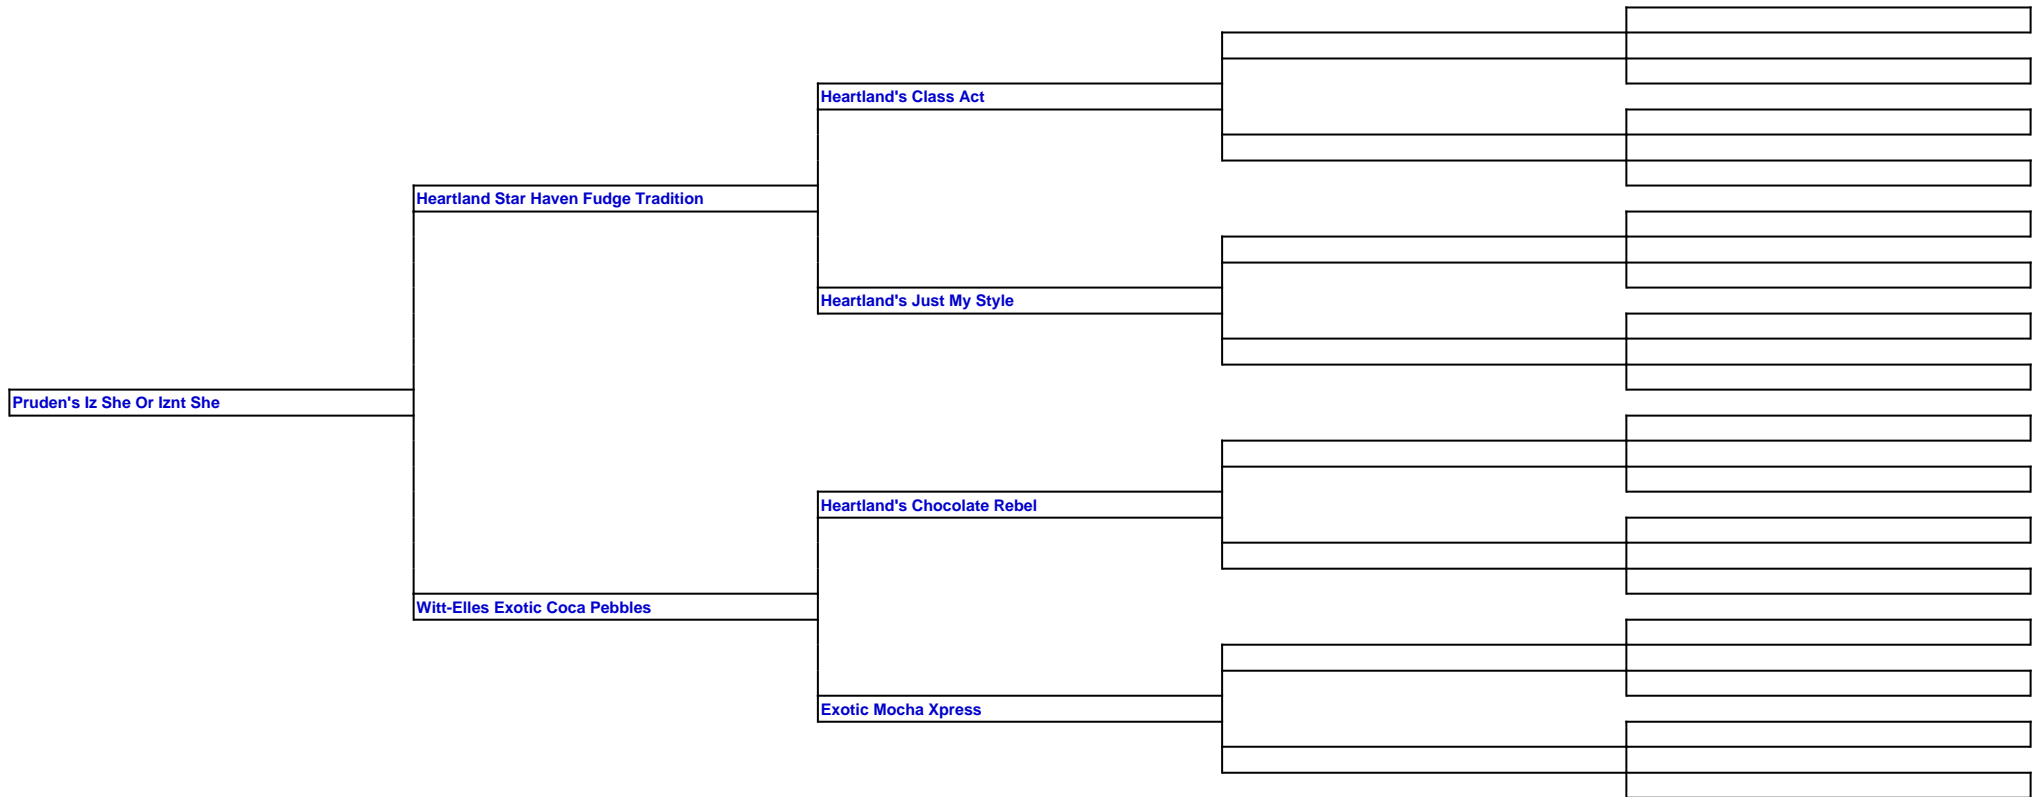 Heartland's Class Act
Heartland Star Haven Fudge Tradition
Heartland's Just My Style
Pruden's Iz She Or Iznt She
Heartland's Chocolate Rebel
Witt-Elles Exotic Coca Pebbles
Exotic Mocha Xpress